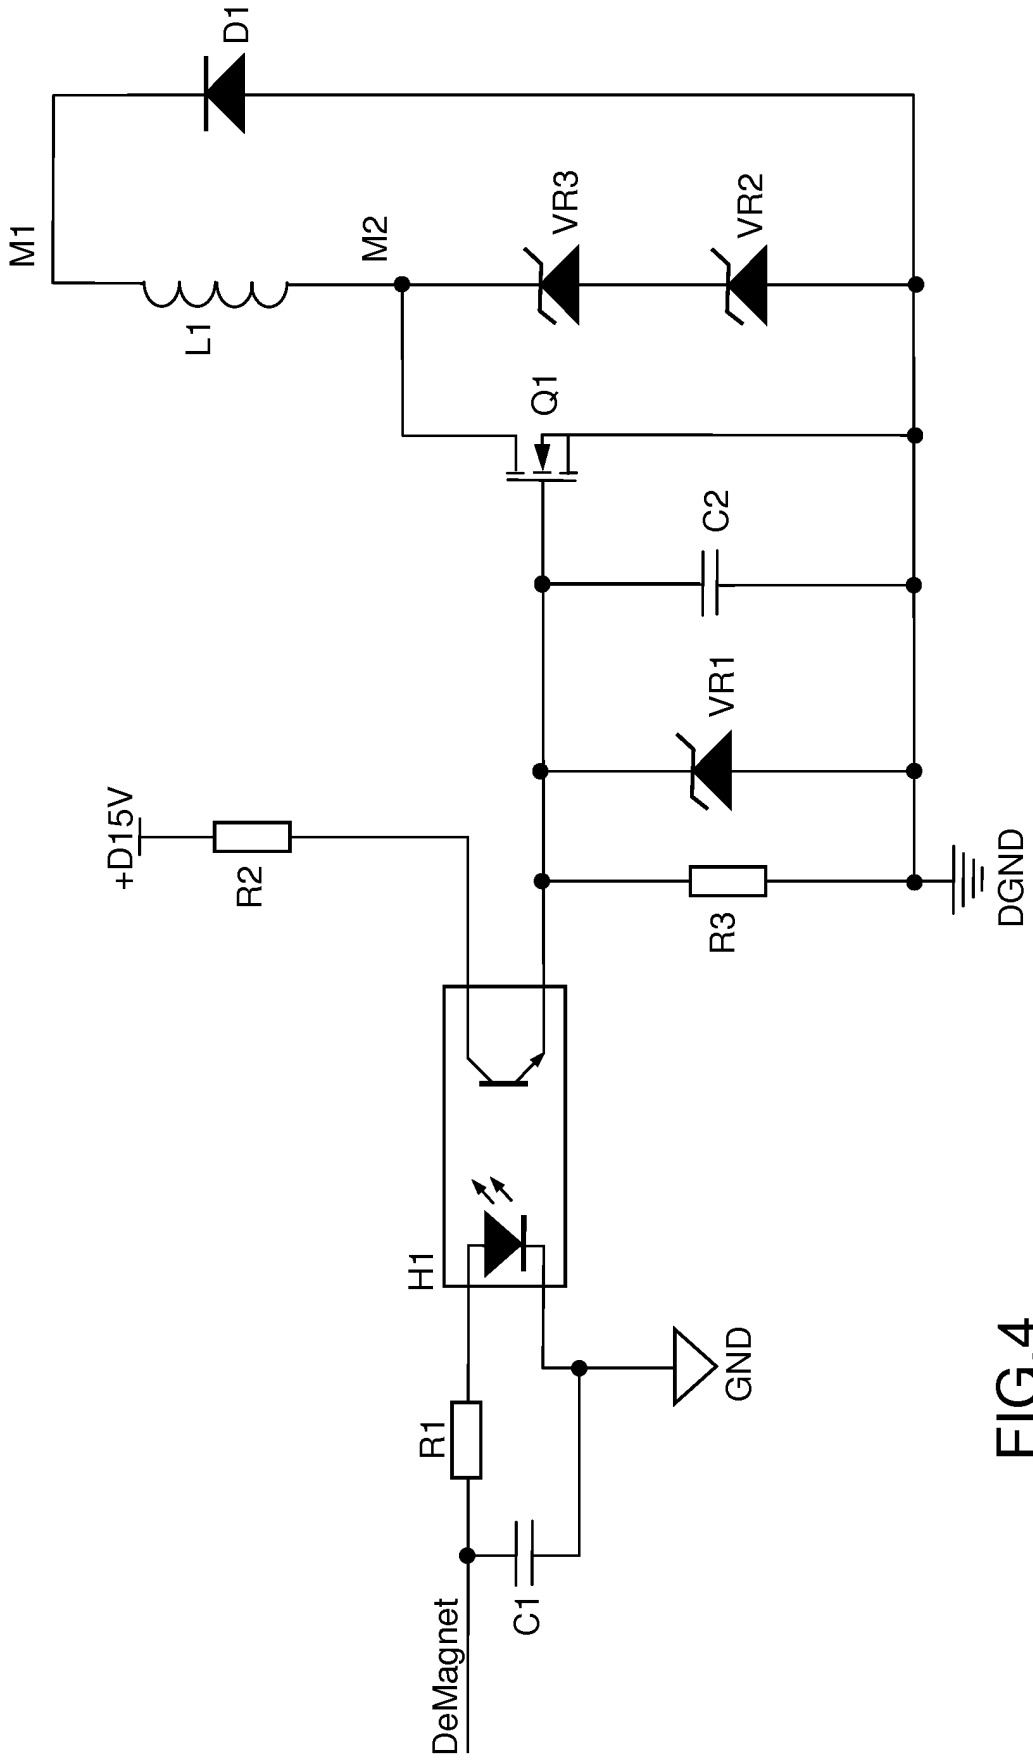 DeMagnet
C1
R1
GND
H1
+D15V
R2
R3
DGND
VR1
C2
Q1
M1
L1
M2
VR3
VR2
D1
FIG.4